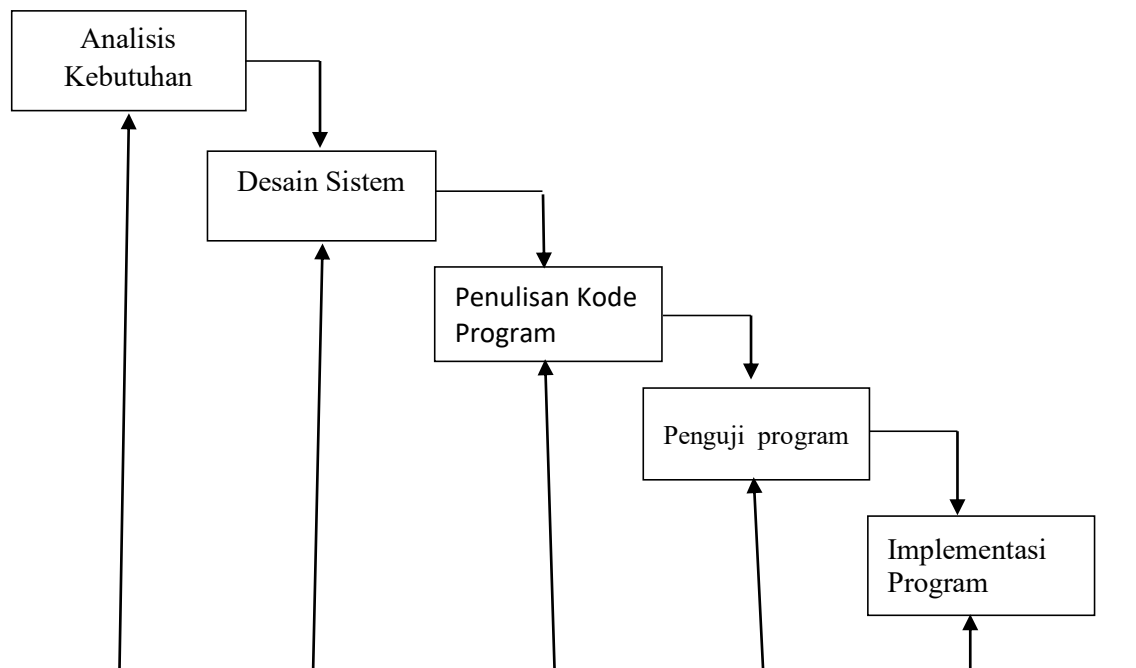 Analisis
Kebutuhan
Desain Sistem
Penulisan Kode
Program
Penguji program
Implementasi
Program